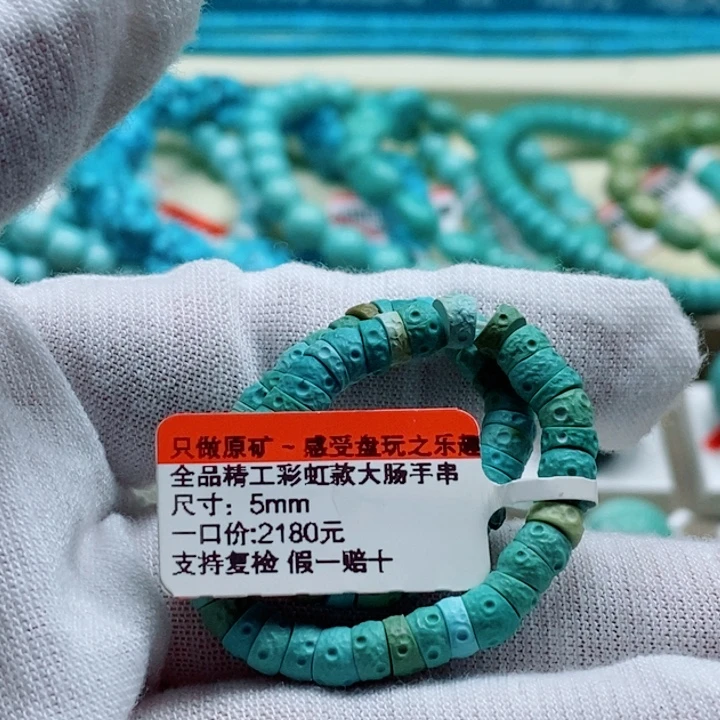 只做原矿 ~ 感受盘玩之乐趣
全品精工彩虹款大肠手串
尺寸：5mm
一口价:2180元
支持复检 假一赔十